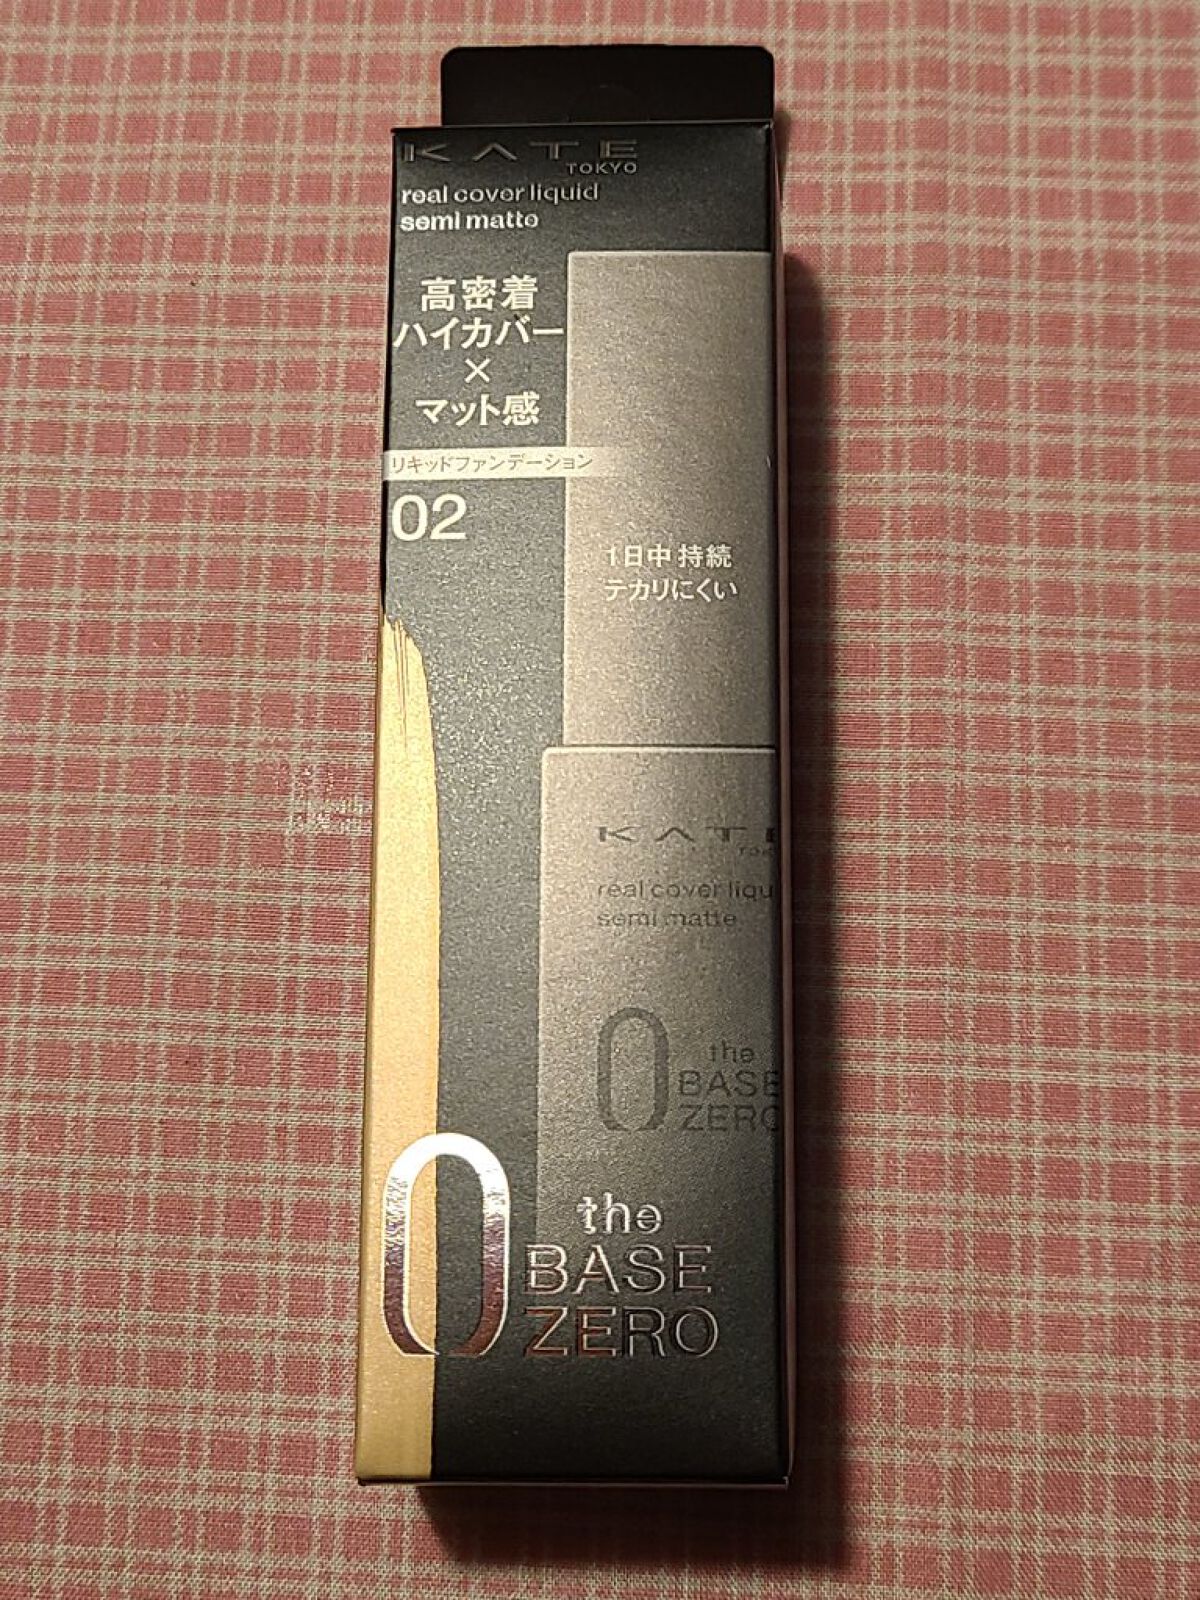 KATE
TOKYO
real cover liquid
semi matte
高密着
ハイカバー
×
マット感
リキッドファンデーション
02
1日中 持続
テカリにくい
KATE
real cover liqu
semi matte
0
the
BASE
ZERO
0
the
BASE
ZERO